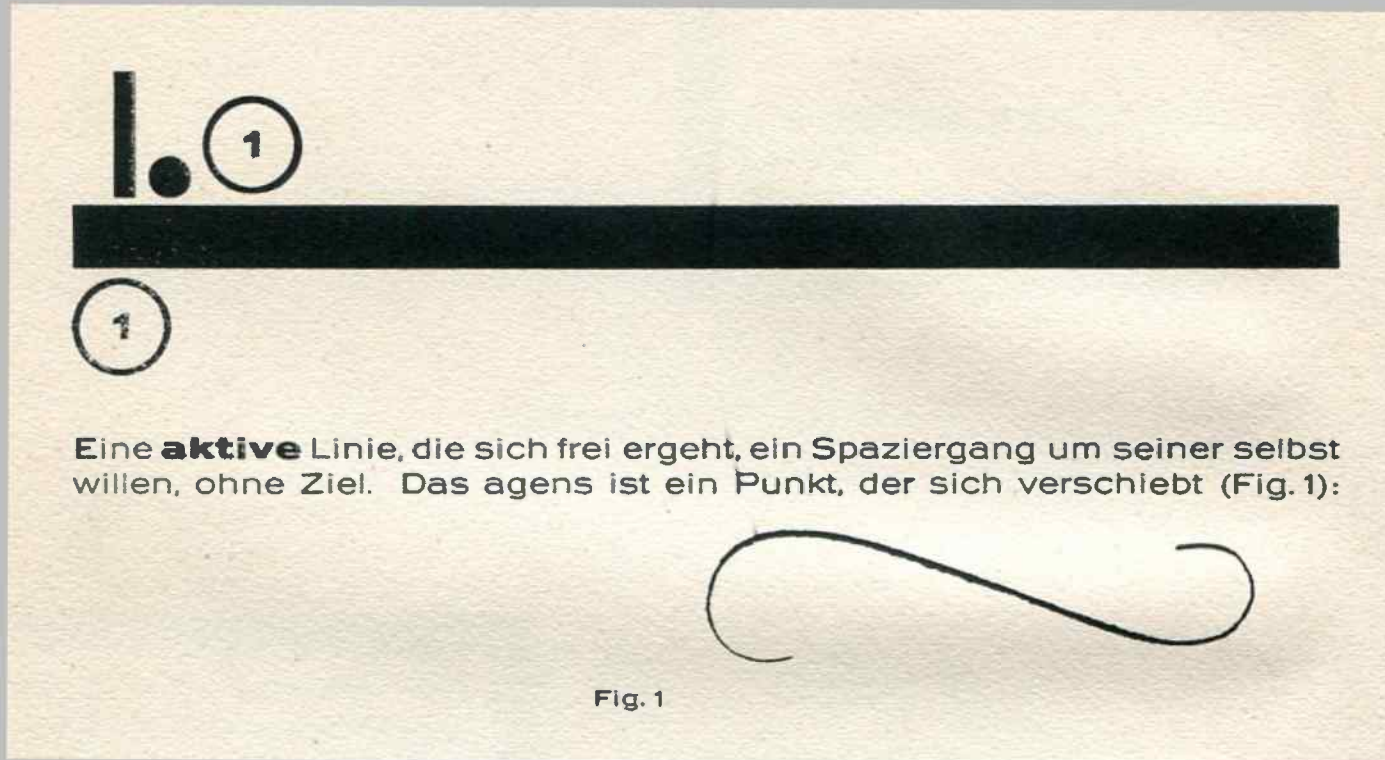 I. 1
1
Eine aktive Linie, die sich frei ergeht, ein Spaziergang um seiner selbst
willen, ohne Ziel. Das agens ist ein Punkt, der sich verschiebt (Fig. 1):
Fig. 1